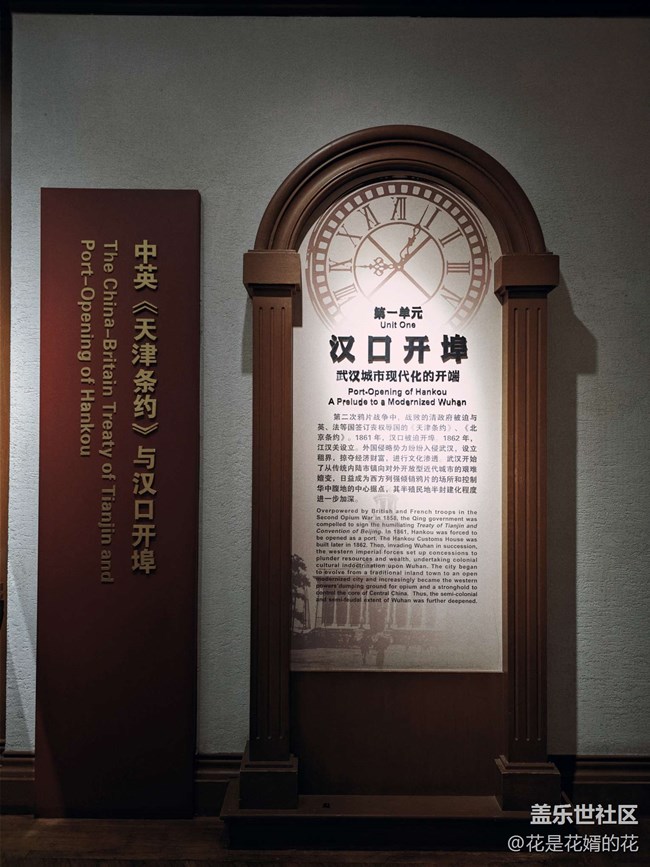 中英《天津条约》与汉口开埠
The China-Britain Treaty of Tianjin and
Port-Opening of Hankou
XII
第一单元
Unit One
汉口开埠
武汉城市现代化的开端
Port-Opening of Hankou
A Prelude to a Modernized Wuhan
第二次鸦片战争中，战败的清政府被迫与
英、法等国签订丧权辱国的《天津条约》、《北
京条约》。1861年，汉口被迫开埠。1862年，
江汉关设立。外国侵略势力纷纷入侵武汉，设立
租界，掠夺经济财富，进行文化渗透。武汉开始
了从传统内陆市镇向对外开放型近代城市的艰难
嬗变，日益成为西方列强倾销鸦片的场所和控制
华中腹地的中心据点，其半殖民地半封建化程度
进一步加深。
Overpowered by British and French troops in the
Second Opium War in 1858, the Qing government was
compelled to sign the humiliating Treaty of Tianjin and
Convention of Beijing. In 1861, Hankou was forced to
be opened as a port. The Hankou Customs House was
built later in 1862. Then, invading Wuhan in succession,
the western imperial forces set up concessions to
plunder resources and wealth, undertaking colonial
cultural indoctrination upon Wuhan. The city began
to evolve from a traditional inland town to an open
modernized city and increasingly became the western
powers' dumping ground for opium and a stronghold to
control the core of Central China. Thus, the semi-colonial
and semi-feudal extent of Wuhan was further deepened.
盖乐世社区
@花是花婿的花